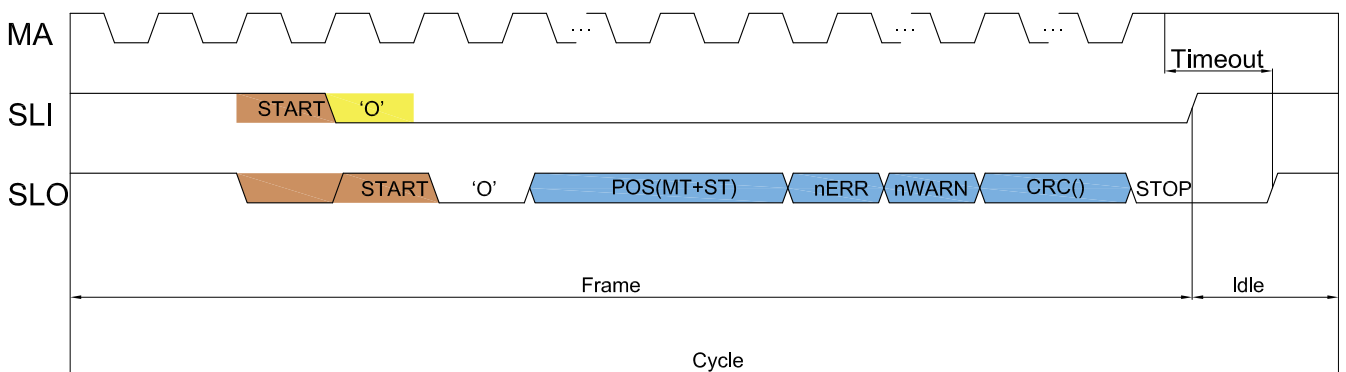 MA
... ... ...
Timeout
SLI
START 'O'
SLO
START 'O' POS(MT+ST) nERR nWARN CRC() STOP
Frame Idle
Cycle